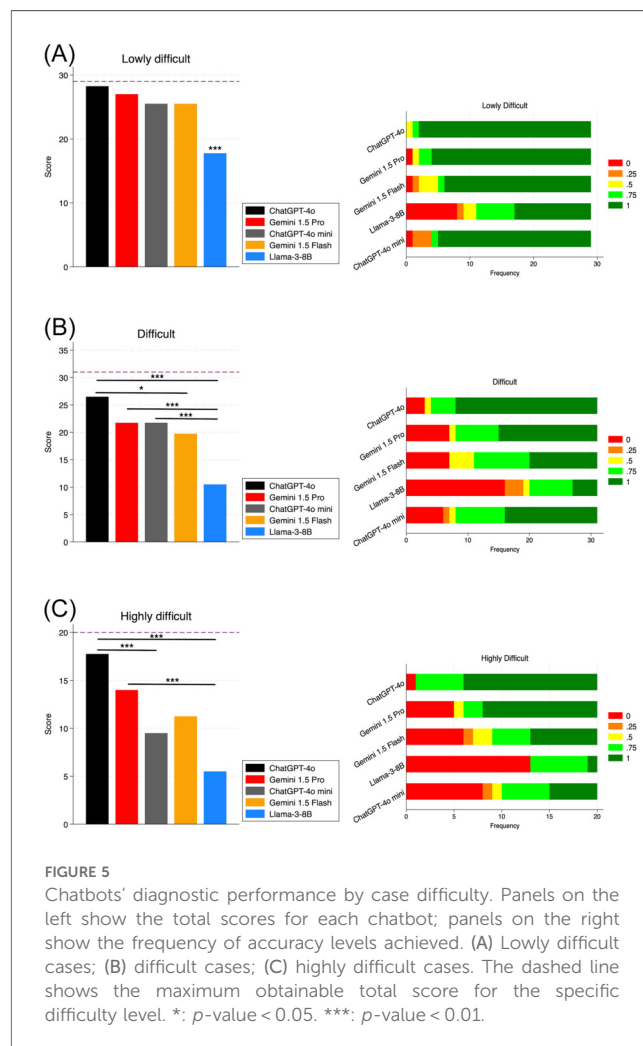 (A)
Lowly difficult
30
20
10
0
Score
***
ChatGPT-4o
Gemini 1.5 Pro
ChatGPT-4o mini
Gemini 1.5 Flash
Llama-3-8B
Lowly Difficult
ChatGPT-4o
Gemini 1.5 Pro
Gemini 1.5 Flash
Llama-3-8B
ChatGPT-4o mini
0
.25
.5
.75
1
0 10 20 30
Frequency
(B)
Difficult
35
30
25
20
15
10
5
0
Score
***
*
***
***
ChatGPT-4o
Gemini 1.5 Pro
ChatGPT-4o mini
Gemini 1.5 Flash
Llama-3-8B
Difficult
ChatGPT-4o
Gemini 1.5 Pro
Gemini 1.5 Flash
Llama-3-8B
ChatGPT-4o mini
0
.25
.5
.75
1
0 10 20 30
Frequency
(C)
Highly difficult
20
15
10
5
0
Score
***
***
***
ChatGPT-4o
Gemini 1.5 Pro
ChatGPT-4o mini
Gemini 1.5 Flash
Llama-3-8B
Highly Difficult
ChatGPT-4o
Gemini 1.5 Pro
Gemini 1.5 Flash
Llama-3-8B
ChatGPT-4o mini
0
.25
.5
.75
1
0 5 10 15 20
Frequency
FIGURE 5
Chatbots' diagnostic performance by case difficulty. Panels on the
left show the total scores for each chatbot; panels on the right
show the frequency of accuracy levels achieved. (A) Lowly difficult
cases; (B) difficult cases; (C) highly difficult cases. The dashed line
shows the maximum obtainable total score for the specific
difficulty level. *: p-value < 0.05. ***: p-value < 0.01.